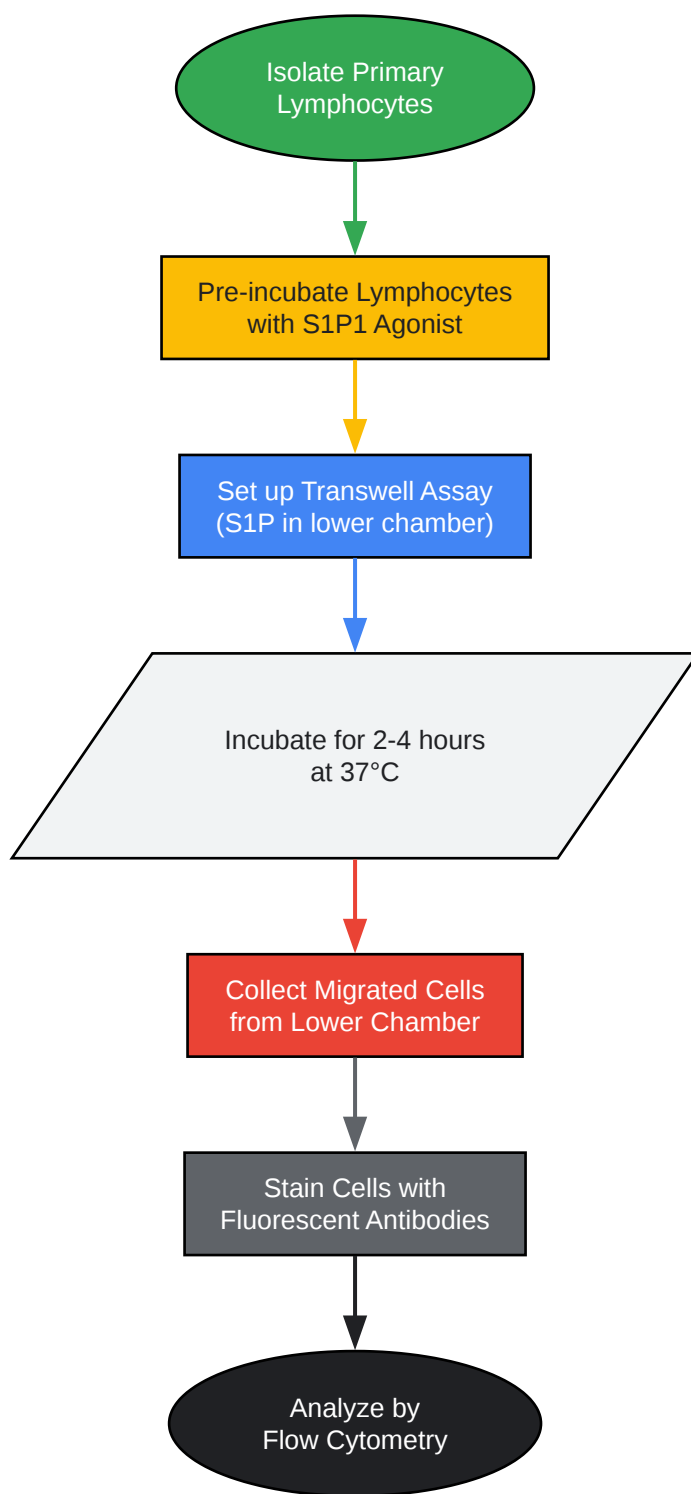 Isolate Primary
Lymphocytes
Pre-incubate Lymphocytes
with S1P1 Agonist
Set up Transwell Assay
(S1P in lower chamber)
Incubate for 2-4 hours
at 37°C
Collect Migrated Cells
from Lower Chamber
Stain Cells with
Fluorescent Antibodies
Analyze by
Flow Cytometry